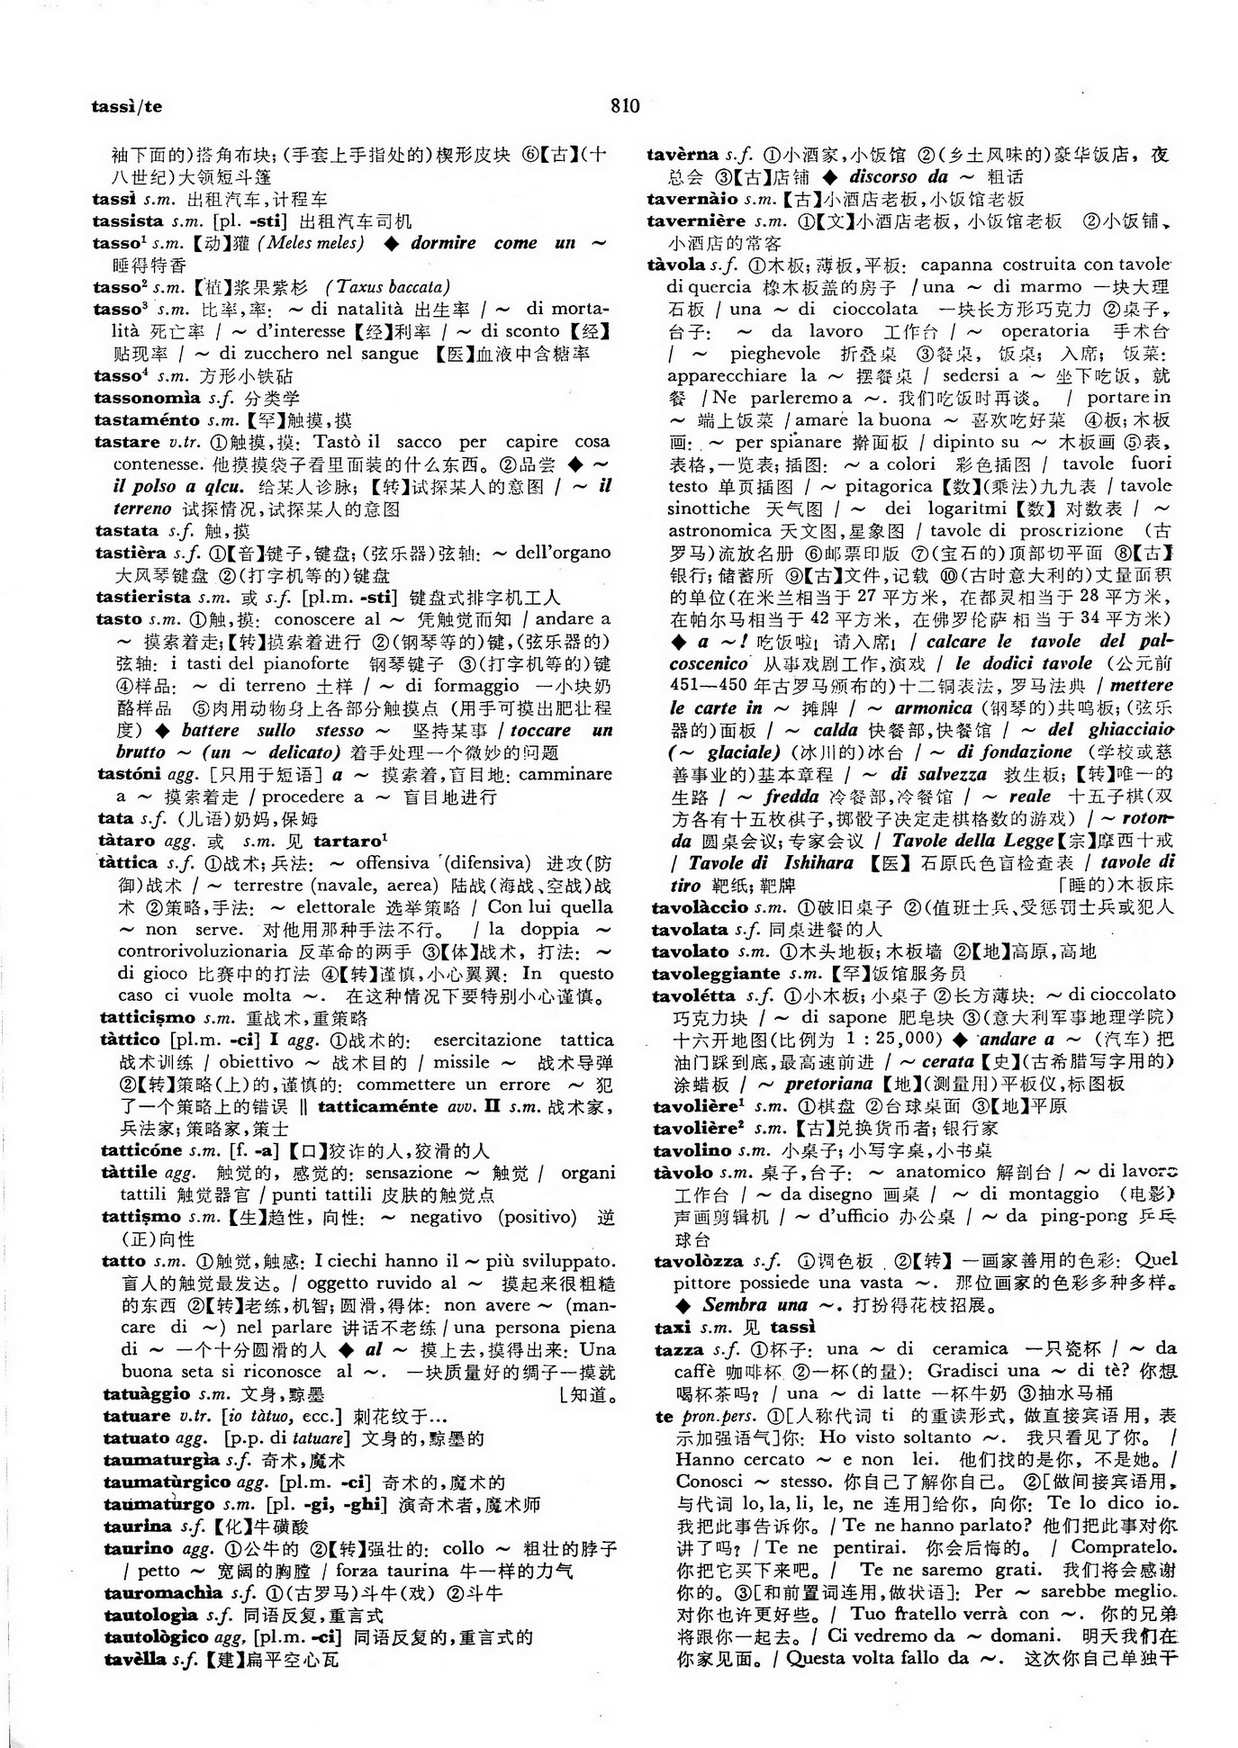 tassì/te
810
袖下面的)搭角布块;(手套上手指处的)楔形皮块 ⑥【古】(十
八世纪)大领短斗篷
tassì s.m. 出租汽车,计程车
tassista s.m. [pl. -sti] 出租汽车司机
tasso¹ s.m. 【动】獾 (Meles meles) ◆ dormire come un ~
睡得特香
tasso² s.m. 【植】浆果紫杉 (Taxus baccata)
tasso³ s.m. 比率,率: ~ di natalità 出生率 / ~ di morta-
lità 死亡率 / ~ d'interesse【经】利率 / ~ di sconto【经】
贴现率 / ~ di zucchero nel sangue 【医】血液中含糖率
tasso⁴ s.m. 方形小铁砧
tassonomìa s.f. 分类学
tastaménto s.m. 【罕】触摸,摸
tastare v.tr. ①触摸,摸: Tastò il sacco per capire cosa
contenesse. 他摸摸袋子看里面装的什么东西。②品尝 ◆ ~
il polso a qlcu. 给某人诊脉; 【转】试探某人的意图 / ~ il
terreno 试探情况,试探某人的意图
tastata s.f. 触,摸
tastièra s.f. ①【音】键子,键盘; (弦乐器)弦轴: ~ dell'organo
大风琴键盘 ②(打字机等的)键盘
tastierista s.m. 或 s.f. [pl.m. -sti] 键盘式排字机工人
tasto s.m. ①触,摸: conoscere al ~ 凭触觉而知 / andare a
~ 摸索着走;【转】摸索着进行 ②(钢琴等的)键,(弦乐器的)
弦轴: i tasti del pianoforte 钢琴键子 ③(打字机等的)键
④样品: ~ di terreno 土样 / ~ di formaggio 一小块奶
酪样品 ⑤肉用动物身上各部分触摸点 (用手可摸出肥壮程
度) ◆ battere sullo stesso ~ 坚持某事 / toccare un
brutto ~ (un ~ delicato) 着手处理一个微妙的问题
tastóni agg. [只用于短语] a ~ 摸索着,盲目地: camminare
a ~ 摸索着走 / procedere a ~ 盲目地进行
tata s.f. (儿语)奶妈,保姆
tàtaro agg. 或 s.m. 见 tartaro¹
tàttica s.f. ①战术; 兵法: ~ offensiva (difensiva) 进攻(防
御)战术 / ~ terrestre (navale, aerea) 陆战(海战、空战)战
术 ②策略,手法: ~ elettorale 选举策略 / Con lui quella
~ non serve. 对他用那种手法不行。 / la doppia ~
controrivoluzionaria 反革命的两手 ③【体】战术, 打法: ~
di gioco 比赛中的打法 ④【转】谨慎,小心翼翼: In questo
caso ci vuole molta ~. 在这种情况下要特别小心谨慎。
tatticismo s.m. 重战术,重策略
tàttico [pl.m. -ci] I agg. ①战术的: esercitazione tattica
战术训练 / obiettivo ~ 战术目的 / missile ~ 战术导弹
②【转】策略(上)的,谨慎的: commettere un errore ~ 犯
了一个策略上的错误 ‖ tatticaménte avv. II s.m. 战术家,
兵法家; 策略家,策士
tatticóne s.m. [f. -a] 【口】狡诈的人,狡滑的人
tàttile agg. 触觉的, 感觉的: sensazione ~ 触觉 / organi
tattili 触觉器官 / punti tattili 皮肤的触觉点
tattismo s.m. 【生】趋性, 向性: ~ negativo (positivo) 逆
(正)向性
tatto s.m. ①触觉,触感: I ciechi hanno il ~ più sviluppato.
盲人的触觉最发达。/ oggetto ruvido al ~ 摸起来很粗糙
的东西 ②【转】老练,机智; 圆滑,得体: non avere ~ (man-
care di ~) nel parlare 讲话不老练 / una persona piena
di ~ 一个十分圆滑的人 ◆ al ~ 摸上去,摸得出来: Una
buona seta si riconosce al ~. 一块质量好的绸子一摸就
tatuàggio s.m. 文身,黥墨 ⌊知道。
tatuare v.tr. [io tàtuo, ecc.] 刺花纹于...
tatuato agg. [p.p. di tatuare] 文身的,黥墨的
taumaturgìa s.f. 奇术,魔术
taumatùrgico agg. [pl.m. -ci] 奇术的,魔术的
taumatùrgo s.m. [pl. -gi, -ghi] 演奇术者,魔术师
taurina s.f. 【化】牛磺酸
taurino agg. ①公牛的 ②【转】强壮的: collo ~ 粗壮的脖子
/ petto ~ 宽阔的胸膛 / forza taurina 牛一样的力气
tauromachìa s.f. ①(古罗马)斗牛(戏) ②斗牛
tautologìa s.f. 同语反复,重言式
tautològico agg. [pl.m. -ci] 同语反复的,重言式的
tavèlla s.f. 【建】扁平空心瓦
tavèrna s.f. ①小酒家,小饭馆 ②(乡土风味的)豪华饭店, 夜
总会 ③【古】店铺 ◆ discorso da ~ 粗话
tavernàio s.m. 【古】小酒店老板,小饭馆老板
tavernière s.m. ①【文】小酒店老板, 小饭馆老板 ②小饭铺、
小酒店的常客
tàvola s.f. ①木板; 薄板,平板: capanna costruita con tavole
di quercia 橡木板盖的房子 / una ~ di marmo 一块大理
石板 / una ~ di cioccolata 一块长方形巧克力 ②桌子,
台子: ~ da lavoro 工作台 / ~ operatoria 手术台
/ ~ pieghevole 折叠桌 ③餐桌, 饭桌; 入席; 饭菜:
apparecchiare la ~ 摆餐桌 / sedersi a ~ 坐下吃饭, 就
餐 / Ne parleremo a ~. 我们吃饭时再谈。 / portare in
~ 端上饭菜 / amare la buona ~ 喜欢吃好菜 ④板; 木板
画: ~ per spianare 擀面板 / dipinto su ~ 木板画 ⑤表,
表格,一览表; 插图: ~ a colori 彩色插图 / tavole fuori
testo 单页插图 / ~ pitagorica【数】(乘法)九九表 / tavole
sinottiche 天气图 / ~ dei logaritmi【数】对数表 / ~
astronomica 天文图,星象图 / tavole di proscrizione (古
罗马)流放名册 ⑥邮票印版 ⑦(宝石的)顶部切平面 ⑧【古】
银行; 储蓄所 ⑨【古】文件,记载 ⑩(古时意大利的)丈量面积
的单位(在米兰相当于 27 平方米, 在都灵相当于 28 平方米,
在帕尔马相当于 42 平方米, 在佛罗伦萨相当于 34 平方米)
◆ a ~! 吃饭啦! 请入席! / calcare le tavole del pal-
coscenico 从事戏剧工作,演戏 / le dodici tavole (公元前
451—450 年古罗马颁布的)十二铜表法, 罗马法典 / mettere
le carte in ~ 摊牌 / ~ armonica (钢琴的)共鸣板; (弦乐
器的)面板 / ~ calda 快餐部,快餐馆 / ~ del ghiacciaio
(~ glaciale) (冰川的)冰台 / ~ di fondazione (学校或慈
善事业的)基本章程 / ~ di salvezza 救生板; 【转】唯一的
生路 / ~ fredda 冷餐部,冷餐馆 / ~ reale 十五子棋(双
方各有十五枚棋子,掷骰子决定走棋格数的游戏) / ~ roton-
da 圆桌会议; 专家会议 / Tavole della Legge【宗】摩西十戒
/ Tavole di Ishihara 【医】石原氏色盲检查表 / tavole di
tiro 靶纸; 靶牌 「睡的)木板床
tavolàccio s.m. ①破旧桌子 ②(值班士兵、受惩罚士兵或犯人
tavolata s.f. 同桌进餐的人
tavolato s.m. ①木头地板; 木板墙 ②【地】高原,高地
tavoleggiante s.m. 【罕】饭馆服务员
tavolétta s.f. ①小木板; 小桌子 ②长方薄块: ~ di cioccolato
巧克力块 / ~ di sapone 肥皂块 ③(意大利军事地理学院)
十六开地图(比例为 1 : 25,000) ◆ andare a ~ (汽车) 把
油门踩到底,最高速前进 / ~ cerata【史】(古希腊写字用的)
涂蜡板 / ~ pretoriana【地】(测量用)平板仪,标图板
tavolière¹ s.m. ①棋盘 ②台球桌面 ③【地】平原
tavolière² s.m. 【古】兑换货币者; 银行家
tavolino s.m. 小桌子; 小写字桌,小书桌
tàvolo s.m. 桌子,台子: ~ anatomico 解剖台 / ~ di lavoro
工作台 / ~ da disegno 画桌 / ~ di montaggio (电影)
声画剪辑机 / ~ d'ufficio 办公桌 / ~ da ping-pong 乒乓
球台
tavolòzza s.f. ①调色板 ②【转】一画家善用的色彩: Quel
pittore possiede una vasta ~. 那位画家的色彩多种多样。
◆ Sembra una ~. 打扮得花枝招展。
taxi s.m. 见 tassì
tazza s.f. ①杯子: una ~ di ceramica 一只瓷杯 / ~ da
caffè 咖啡杯 ②一杯(的量): Gradisci una ~ di tè? 你想
喝杯茶吗? / una ~ di latte 一杯牛奶 ③抽水马桶
te pron.pers. ①[人称代词 ti 的重读形式, 做直接宾语用, 表
示加强语气]你: Ho visto soltanto ~. 我只看见了你。 /
Hanno cercato ~ e non lei. 他们找的是你, 不是她。/
Conosci ~ stesso. 你自己了解你自己。 ②[做间接宾语用,
与代词 lo, la, li, le, ne 连用]给你, 向你: Te lo dico io.
我把此事告诉你。/ Te ne hanno parlato? 他们把此事对你
讲了吗? / Te ne pentirai. 你会后悔的。 / Compratelo.
你把它买下来吧。/ Te ne saremo grati. 我们将会感谢
你的。③[和前置词连用,做状语]: Per ~ sarebbe meglio.
对你也许更好些。/ Tuo fratello verrà con ~. 你的兄弟
将跟你一起去。/ Ci vedremo da ~ domani. 明天我们在
你家见面。/ Questa volta fallo da ~. 这次你自己单独干